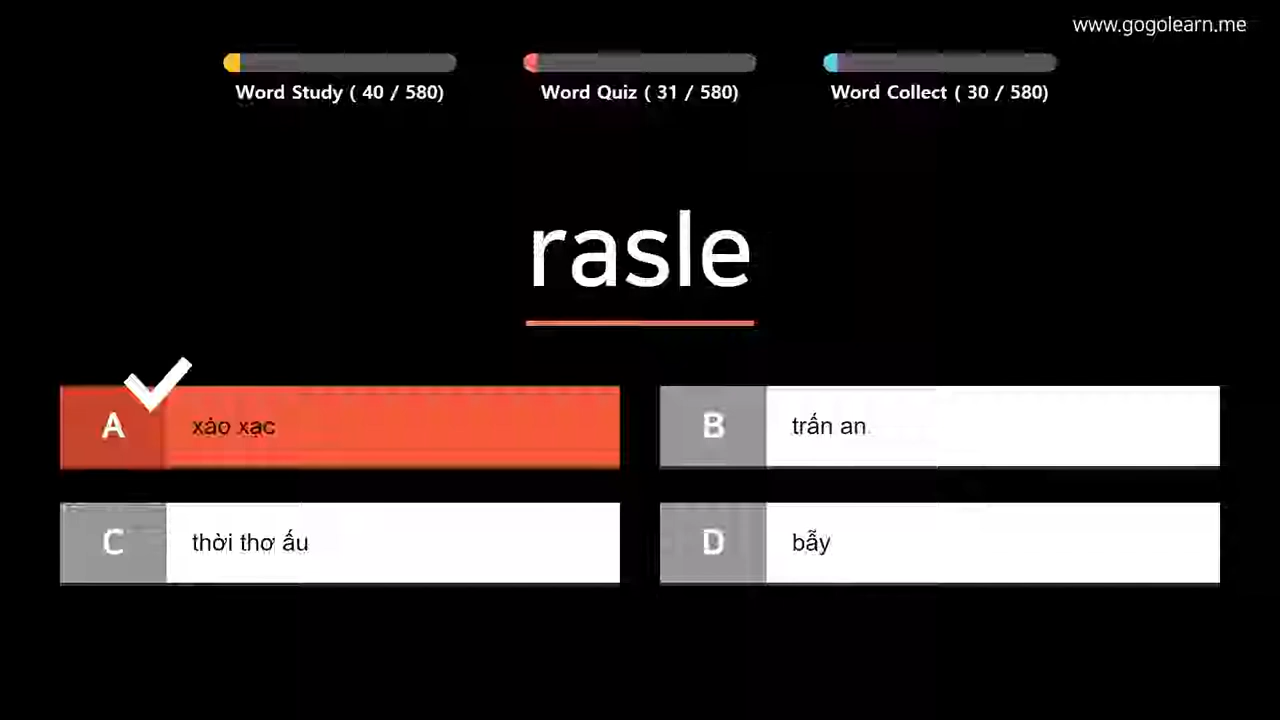 www.gogolearn.me
Word Study ( 40 / 580)
Word Quiz ( 31 / 580)
Word Collect ( 30 / 580)
rasle
A xào xạc
B trấn an
C thời thơ ấu
D bẫy